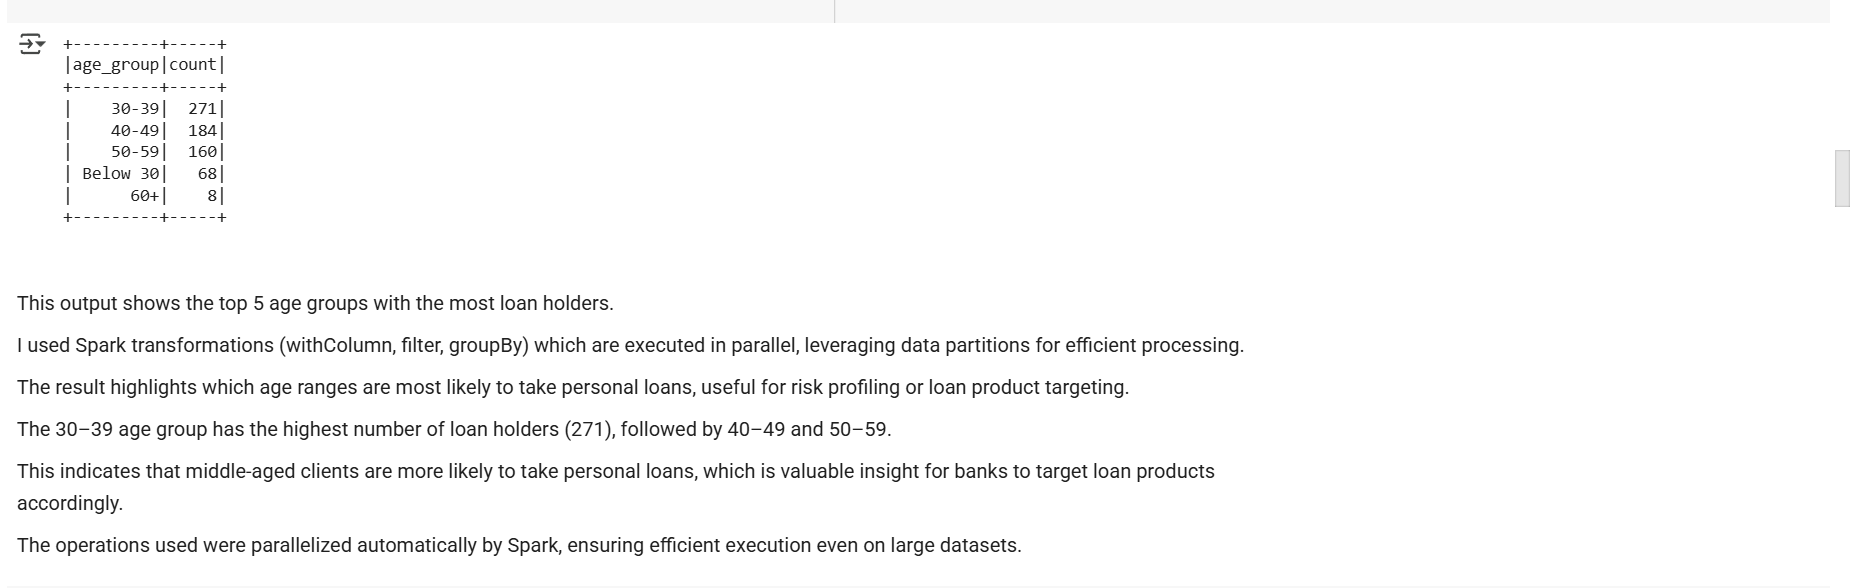 +---------+-----+
|age_group|count|
+---------+-----+
|    30-39|  271|
|    40-49|  184|
|    50-59|  160|
| Below 30|   68|
|      60+|    8|
+---------+-----+
This output shows the top 5 age groups with the most loan holders.
I used Spark transformations (withColumn, filter, groupBy) which are executed in parallel, leveraging data partitions for efficient processing.
The result highlights which age ranges are most likely to take personal loans, useful for risk profiling or loan product targeting.
The 30–39 age group has the highest number of loan holders (271), followed by 40–49 and 50–59.
This indicates that middle-aged clients are more likely to take personal loans, which is valuable insight for banks to target loan products
accordingly.
The operations used were parallelized automatically by Spark, ensuring efficient execution even on large datasets.